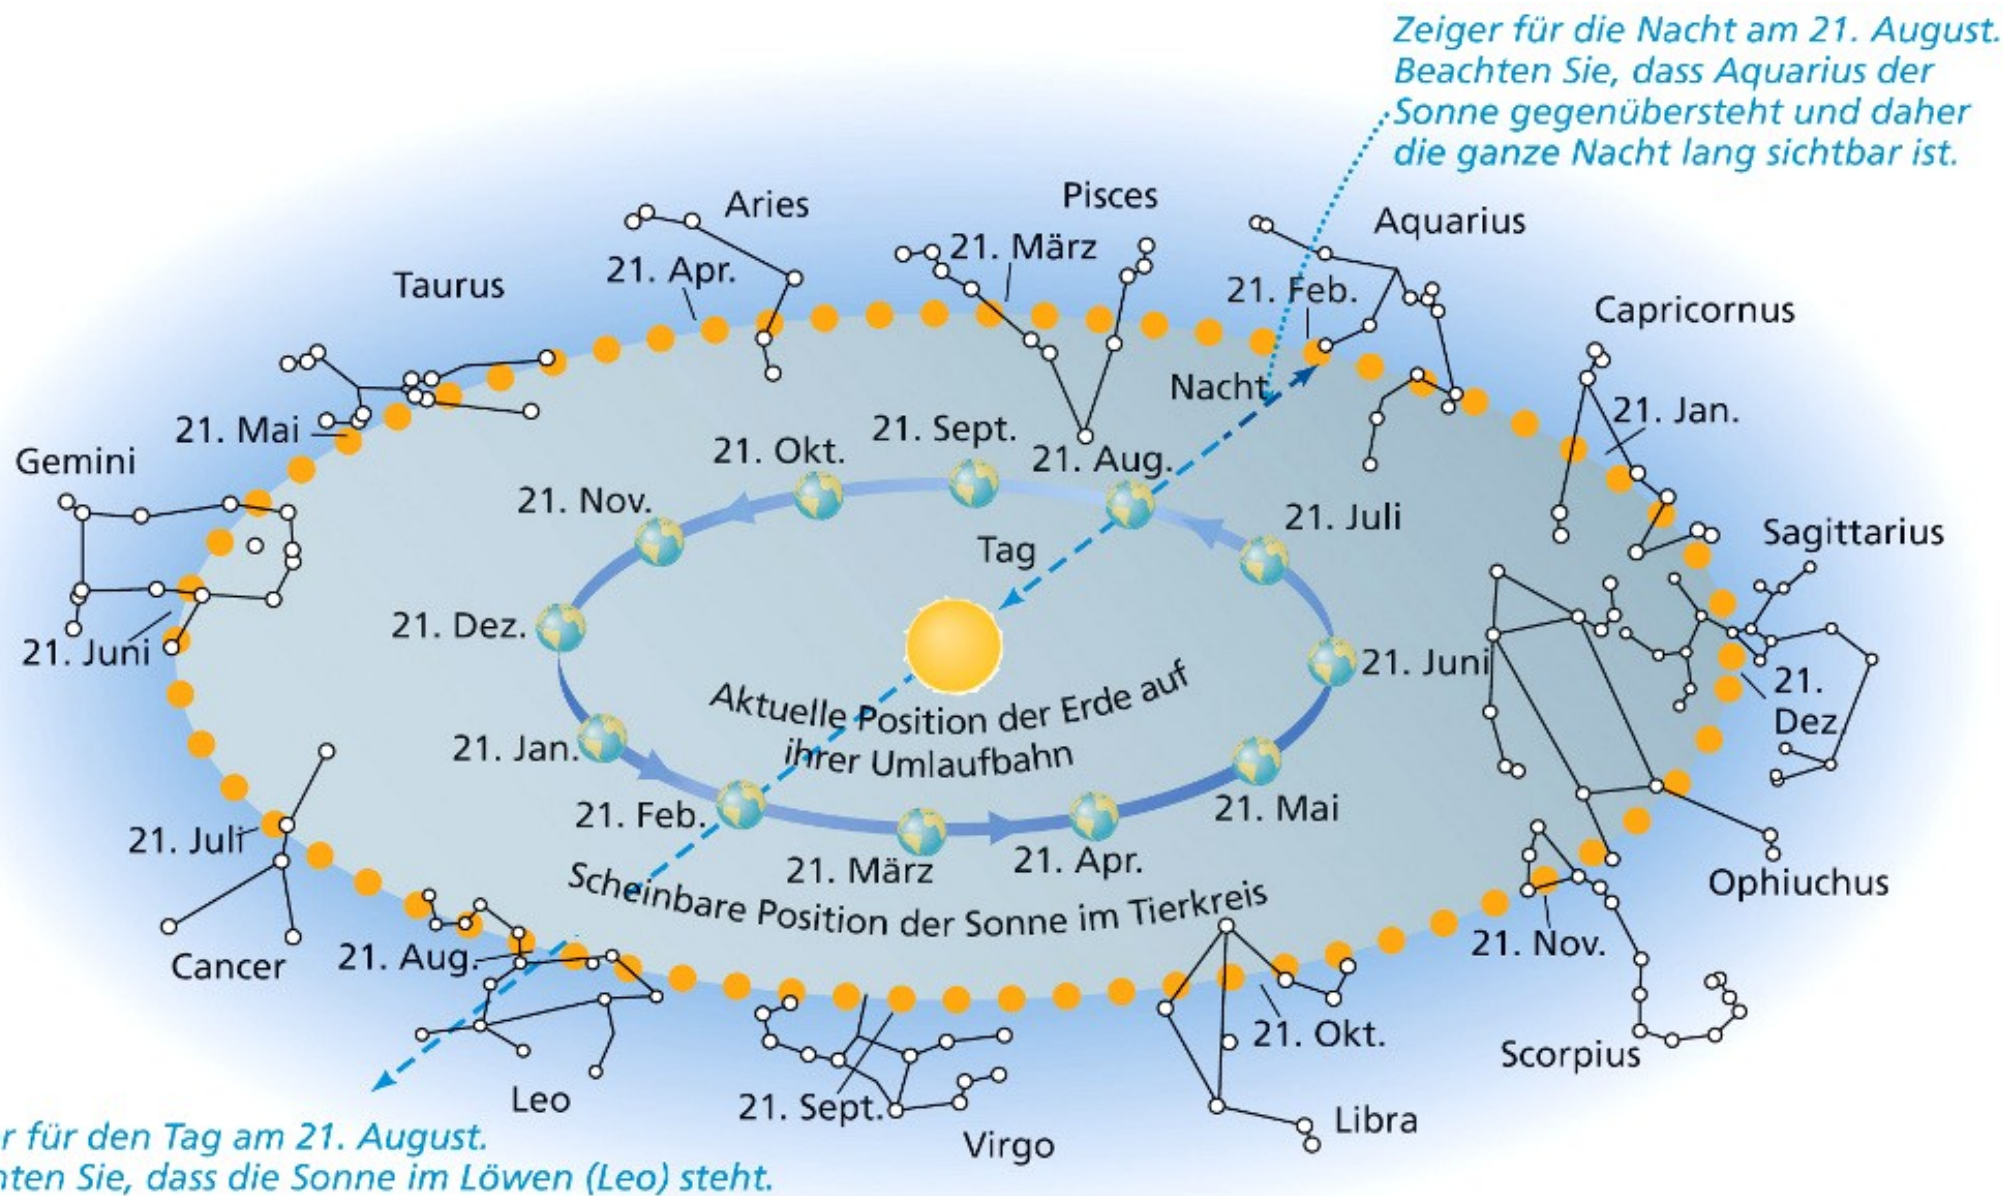 Zeiger für die Nacht am 21. August.
Beachten Sie, dass Aquarius der
Sonne gegenübersteht und daher
die ganze Nacht lang sichtbar ist.
Aries
Pisces
Aquarius
21. März
21. Apr.
Taurus
21. Feb.
Capricornus
Nacht
21. Jan.
21. Mai
Gemini
21. Okt.
21. Sept.
21. Aug.
21. Nov.
21. Juli
Sagittarius
Tag
21. Dez.
21. Juni
21. Juni
21.
Dez
Aktuelle Position der Erde auf
ihrer Umlaufbahn
21. Jan.
21. Feb.
21. Mai
21. Juli
21. März
21. Apr.
Scheinbare Position der Sonne im Tierkreis
Ophiuchus
Cancer
21. Aug.
21. Nov.
21. Okt.
Scorpius
Leo
21. Sept.
Virgo
Libra
r für den Tag am 21. August.
hten Sie, dass die Sonne im Löwen (Leo) steht.